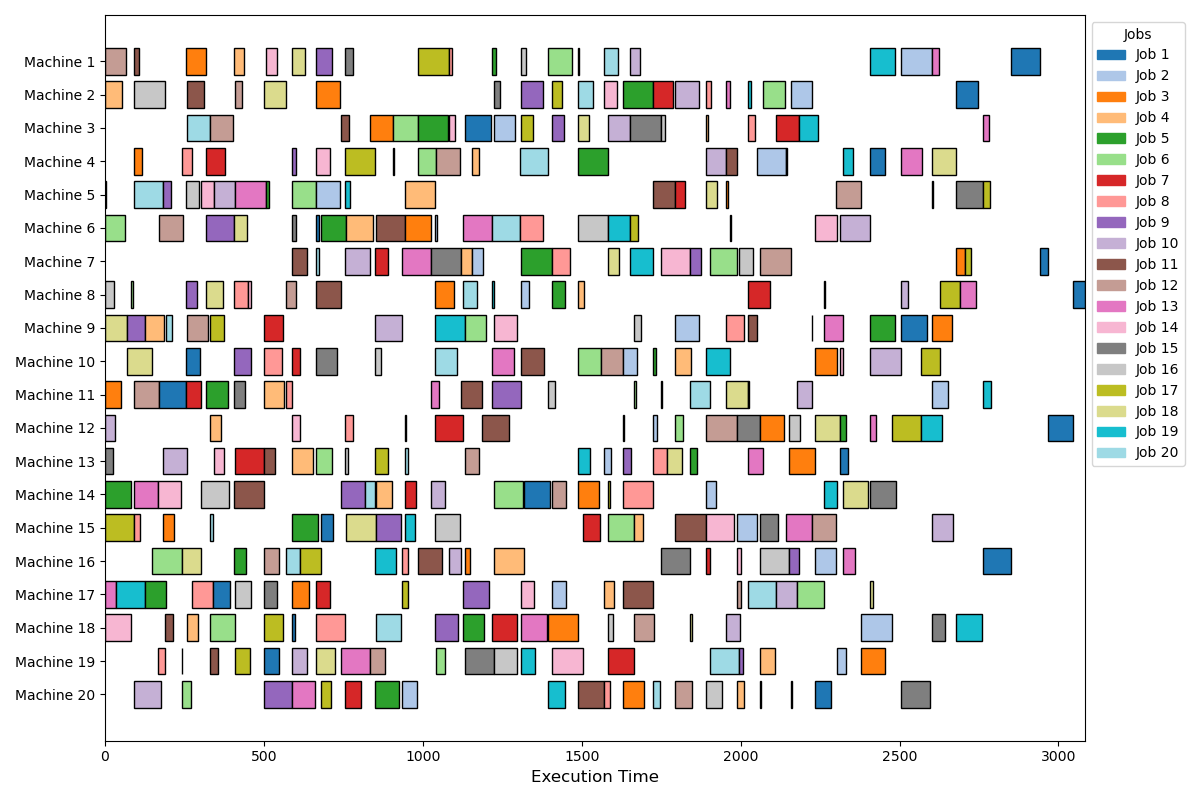 Machine 1
Machine 2
Machine 3
Machine 4
Machine 5
Machine 6
Machine 7
Machine 8
Machine 9
Machine 10
Machine 11
Machine 12
Machine 13
Machine 14
Machine 15
Machine 16
Machine 17
Machine 18
Machine 19
Machine 20
0 500 1000 1500 2000 2500 3000
Execution Time
Jobs
Job 1
Job 2
Job 3
Job 4
Job 5
Job 6
Job 7
Job 8
Job 9
Job 10
Job 11
Job 12
Job 13
Job 14
Job 15
Job 16
Job 17
Job 18
Job 19
Job 20